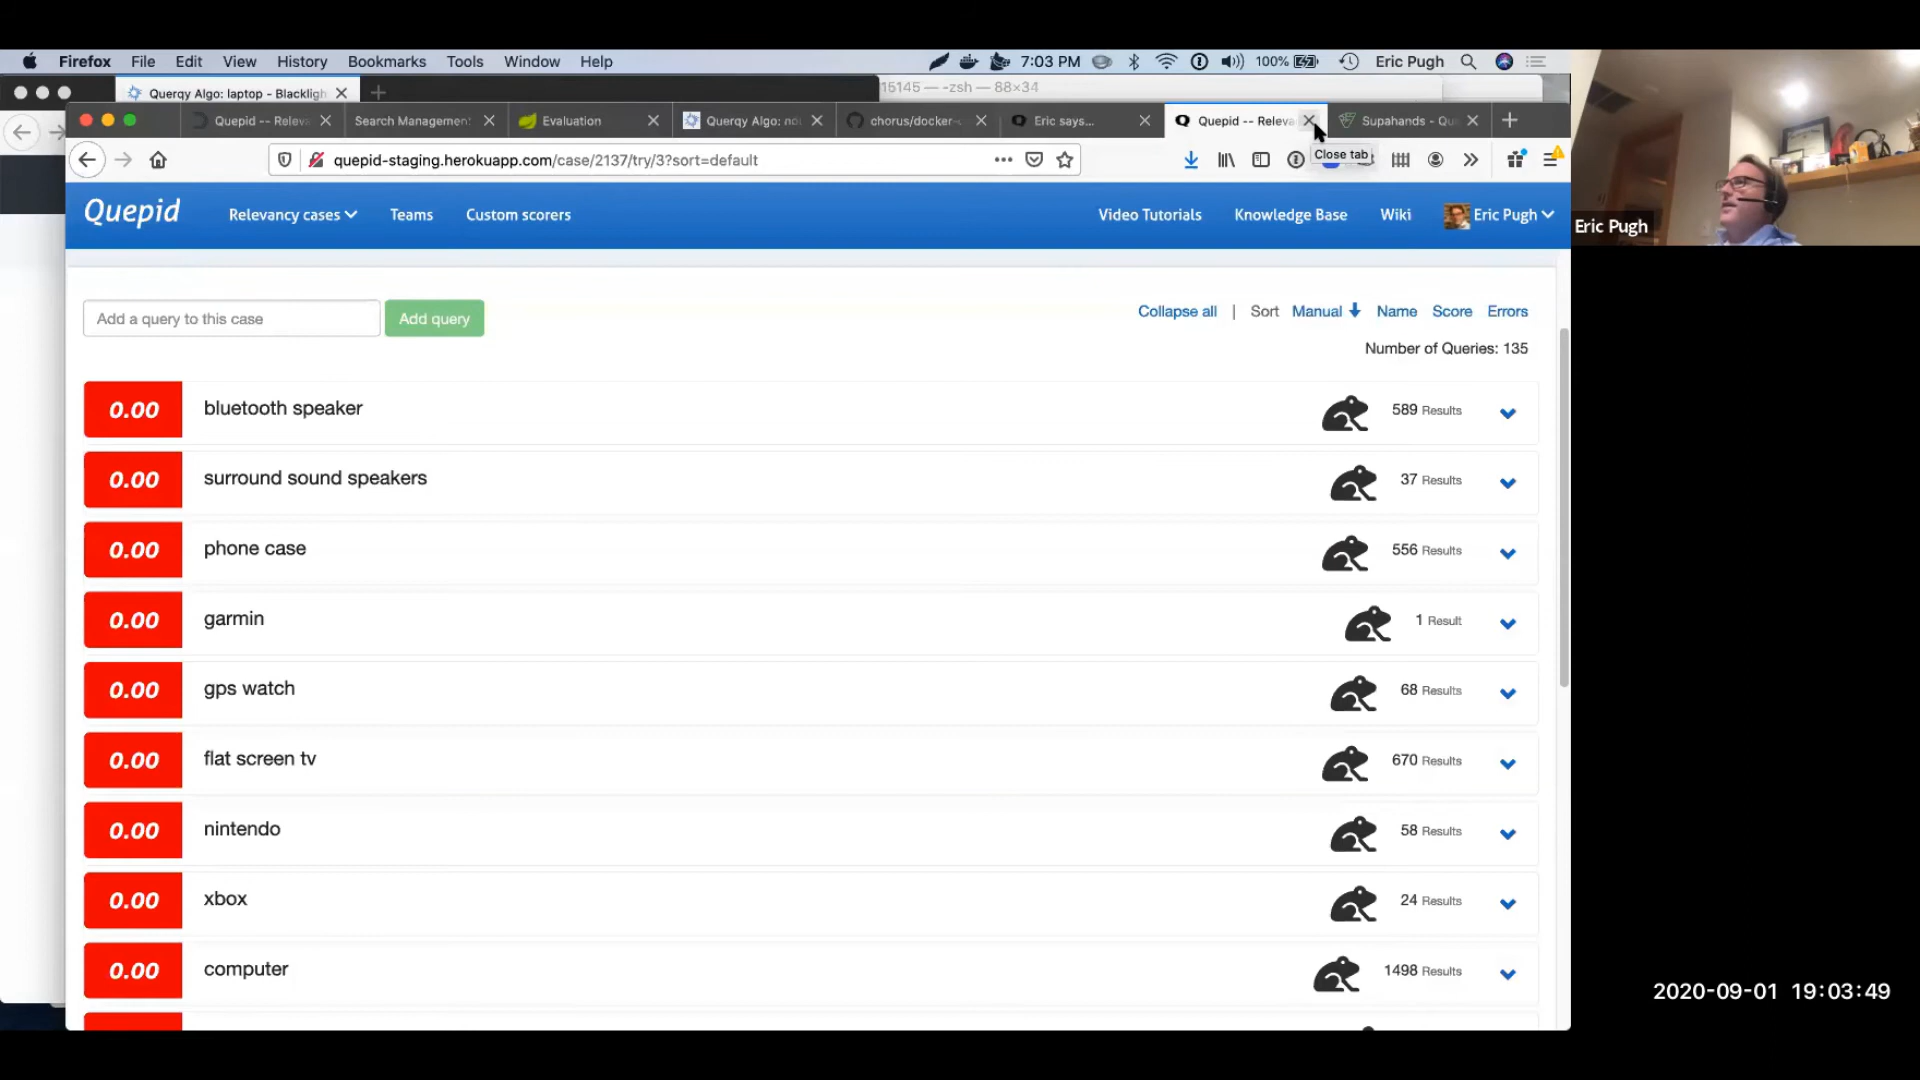 Firefox File Edit View History Bookmarks Tools Window Help 7:03 PM 100% Eric Pugh
Querqy Algo: laptop - Blackligh
15145 — -zsh — 88×34
Quepid -- Releva Search Management Evaluation Querqy Algo: chorus/docker- Eric says... Quepid -- Releva Supahands - Qu
quepid-staging.herokuapp.com/case/2137/try/3?sort=default
Close tab
Quepid Relevancy cases Teams Custom scorers Video Tutorials Knowledge Base Wiki Eric Pugh
Eric Pugh
Add a query to this case Add query Collapse all | Sort Manual Name Score Errors
Number of Queries: 135
0.00 bluetooth speaker 589 Results
0.00 surround sound speakers 37 Results
0.00 phone case 556 Results
0.00 garmin 1 Result
0.00 gps watch 68 Results
0.00 flat screen tv 670 Results
0.00 nintendo 58 Results
0.00 xbox 24 Results
0.00 computer 1498 Results
2020-09-01 19:03:49